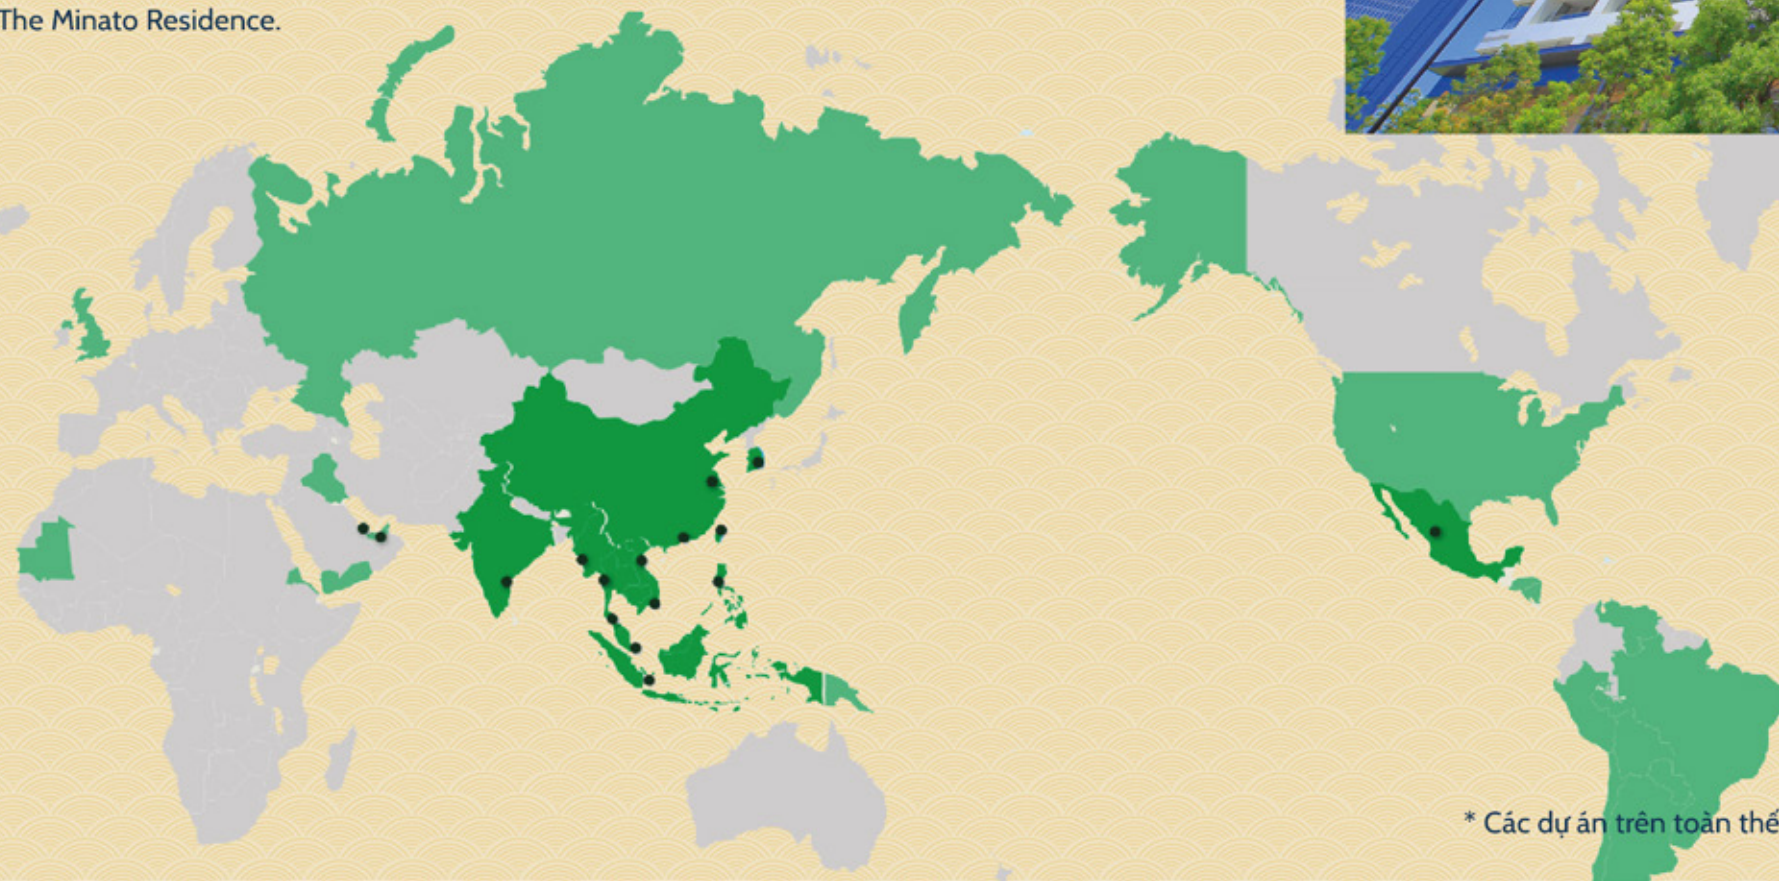 The Minato Residence.
* Các dự án trên toàn thế